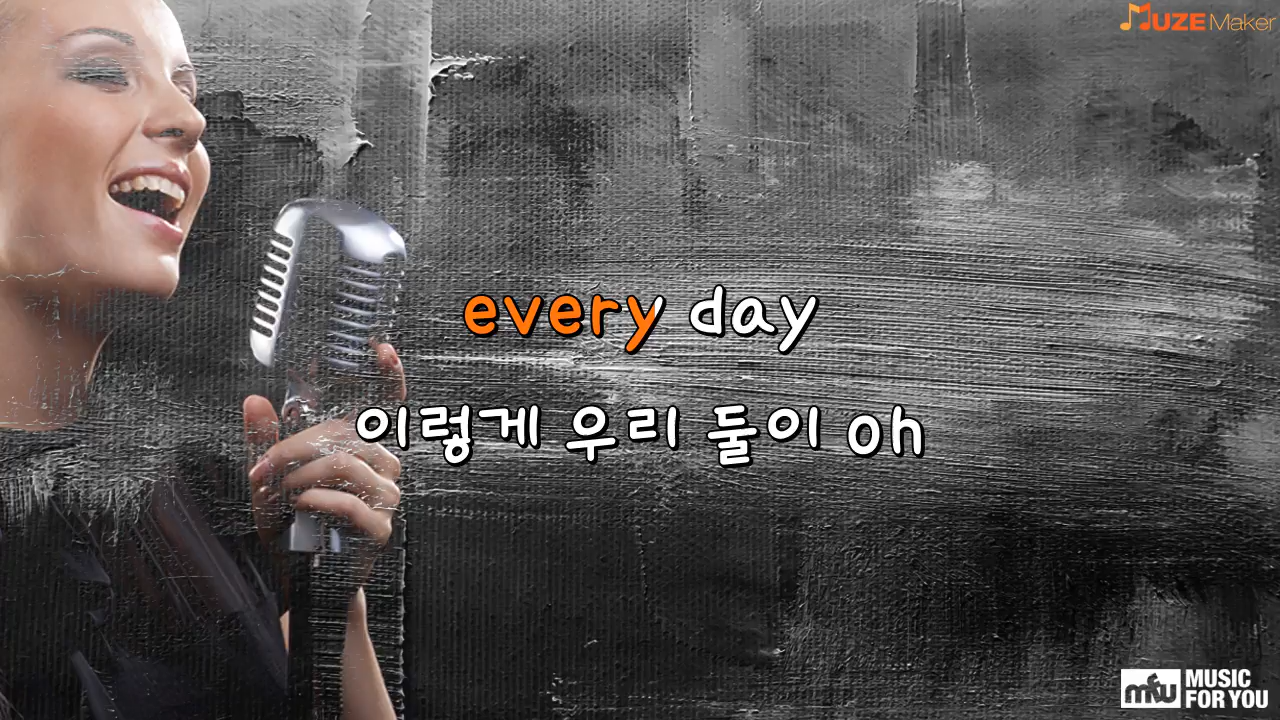 MUZE Maker
every day
이렇게 우리 둘이 oh
mfu MUSIC
FOR YOU